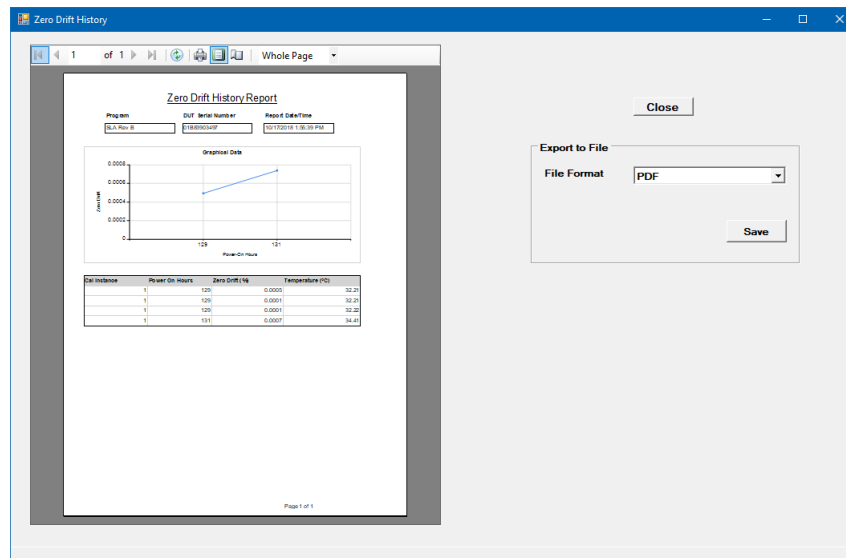 Zero Drift History
1 of 1 Whole Page
Zero Drift History Report
Program DUT Serial Number Report Date/Time
SLA Rev B 10/17/2018 1:56:39 PM
Graphical Data
0.0008
0.0006
0.0004
0.0002
0
Zero Drift
129 131
Power-On Hours
Cal Instance Power On Hours Zero Drift (%) Temperature (ºC)
1 129 0.0005 32.21
1 129 0.0001 32.21
1 129 0.0001 32.22
1 131 0.0007 34.41
Page 1 of 1
Close
Export to File
File Format PDF
Save